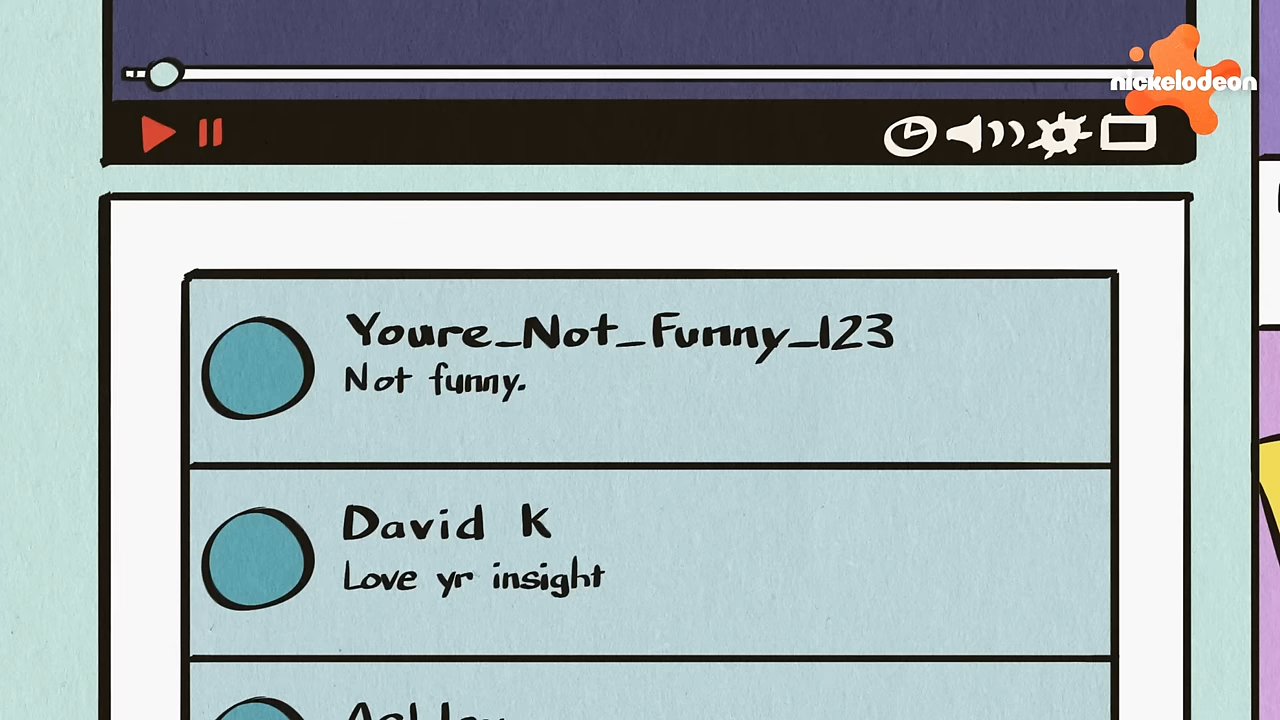 nickelodeon
Youre_Not_Funny_123
Not funny.
David K
Love yr insight